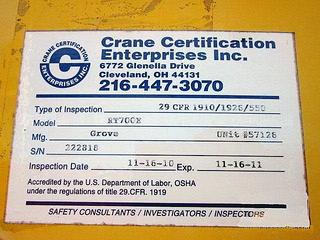 CRANE CERTIFICATION
ENTERPRISES INC.
Crane Certification
Enterprises Inc.
6772 Glenella Drive
Cleveland, OH 44131
216-447-3070
Type of Inspection 29 CFR 1910/1926/550
Model RT700E
Mfg. Grove Unit #57126
S/N 222818
Inspection Date 11-16-10 Exp. 11-16-11
Accredited by the U.S. Department of Labor, OSHA
under the regulations of title 29.CFR. 1919
SAFETY CONSULTANTS / INVESTIGATORS / INSPECTORS